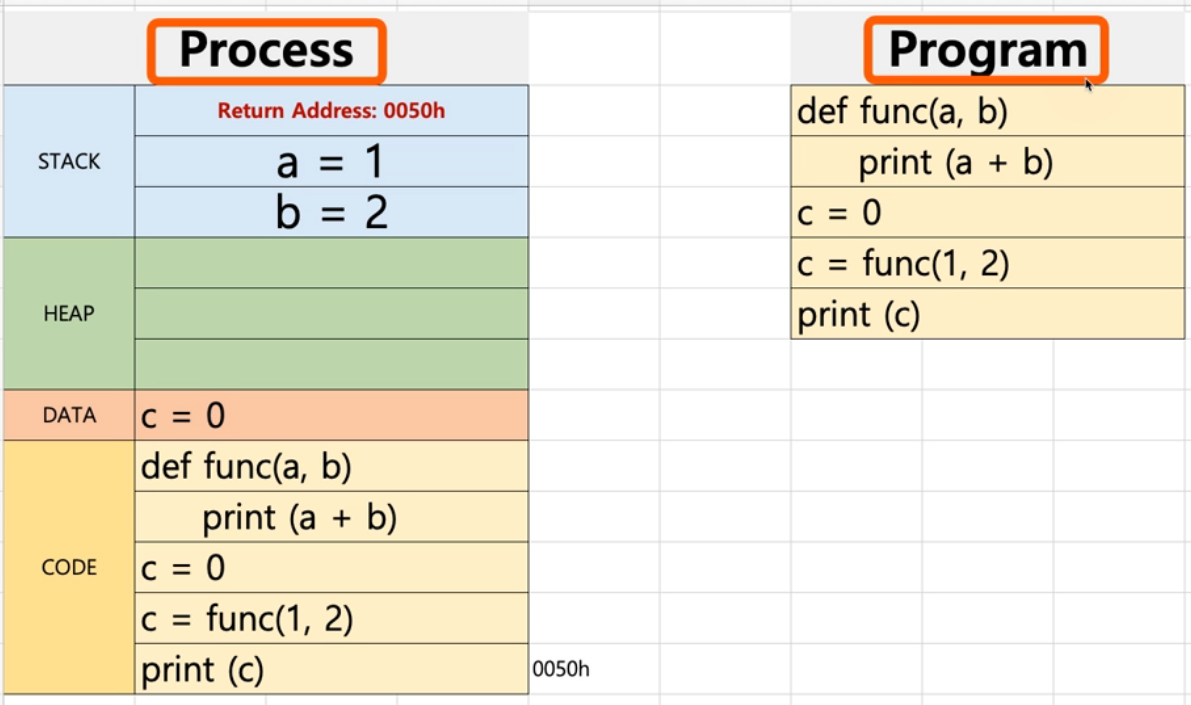 Process
Program
STACK
Return Address: 0050h
a = 1
b = 2
HEAP
DATA
c = 0
CODE
def func(a, b)
print (a + b)
c = 0
c = func(1, 2)
print (c)
0050h
def func(a, b)
print (a + b)
c = 0
c = func(1, 2)
print (c)